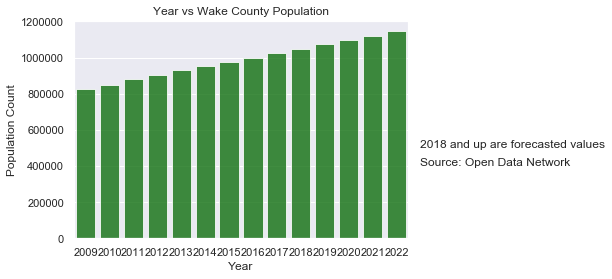 Year vs Wake County Population
1200000
1000000
800000
600000
400000
200000
0
Population Count
2009 2010 2011 2012 2013 2014 2015 2016 2017 2018 2019 2020 2021 2022
Year
2018 and up are forecasted values
Source: Open Data Network